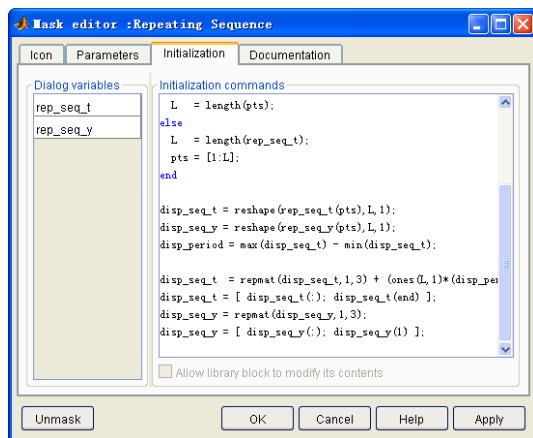 Mask editor :Repeating Sequence
Icon Parameters Initialization Documentation
Dialog variables
rep_seq_t
rep_seq_y
Initialization commands
L = length(pts);
else
L = length(rep_seq_t);
pts = [1:L];
end
disp_seq_t = reshape(rep_seq_t(pts),L,1);
disp_seq_y = reshape(rep_seq_y(pts),L,1);
disp_period = max(disp_seq_t) - min(disp_seq_t);
disp_seq_t = repmat(disp_seq_t,1,3) + (ones(L,1)*(disp_per
disp_seq_t = [ disp_seq_t(:); disp_seq_t(end) ];
disp_seq_y = repmat(disp_seq_y,1,3);
disp_seq_y = [ disp_seq_y(:); disp_seq_y(1) ];
Allow library block to modify its contents
Unmask OK Cancel Help Apply